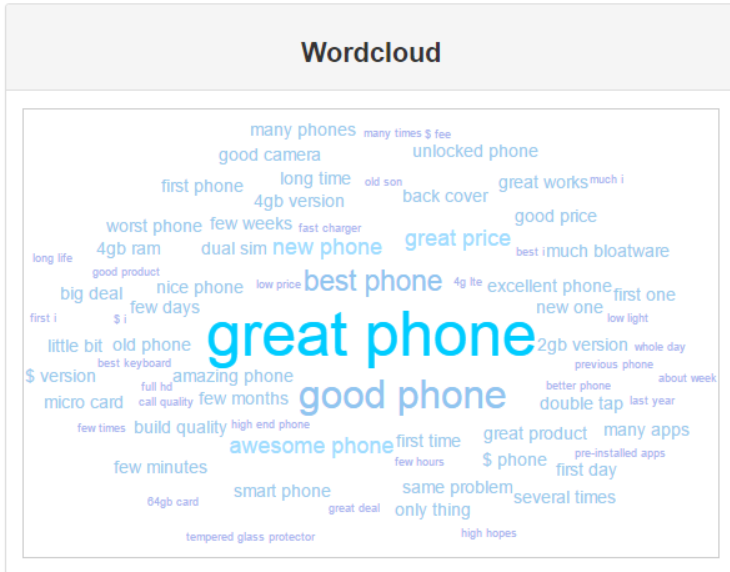 Wordcloud
many phones many times $ fee
good camera unlocked phone
first phone long time old son great works much i
4gb version back cover
worst phone few weeks fast charger good price
long life 4gb ram dual sim new phone great price best i much bloatware
good product
big deal nice phone low price best phone 4g lte excellent phone first one
few days new one
first i $ i great phone low light
little bit old phone 2gb version whole day
best keyboard previous phone
$ version amazing phone about week
full hd better phone
micro card call quality few months good phone double tap last year
few times build quality high end phone great product many apps
awesome phone first time
few minutes few hours $ phone pre-installed apps
first day
64gb card smart phone same problem several times
great deal only thing
tempered glass protector high hopes